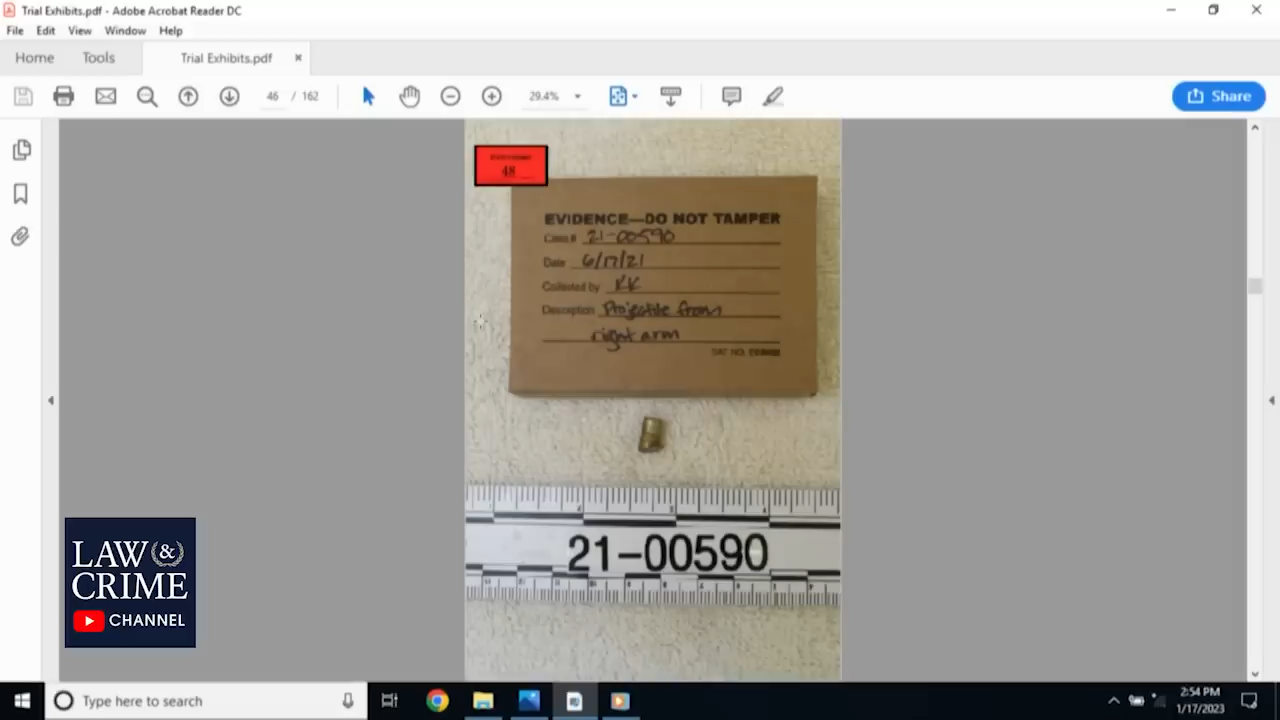 Trial Exhibits.pdf - Adobe Acrobat Reader DC
File Edit View Window Help
Home Tools Trial Exhibits.pdf
46 / 162 29.4% Share
48
EVIDENCE—DO NOT TAMPER
Case # 21-00590
Date 6/17/21
Collected by KK
Description Projectile from
right arm
CAT. NO.
21-00590
LAW &
CRIME
CHANNEL
Type here to search
2:54 PM
1/17/2023